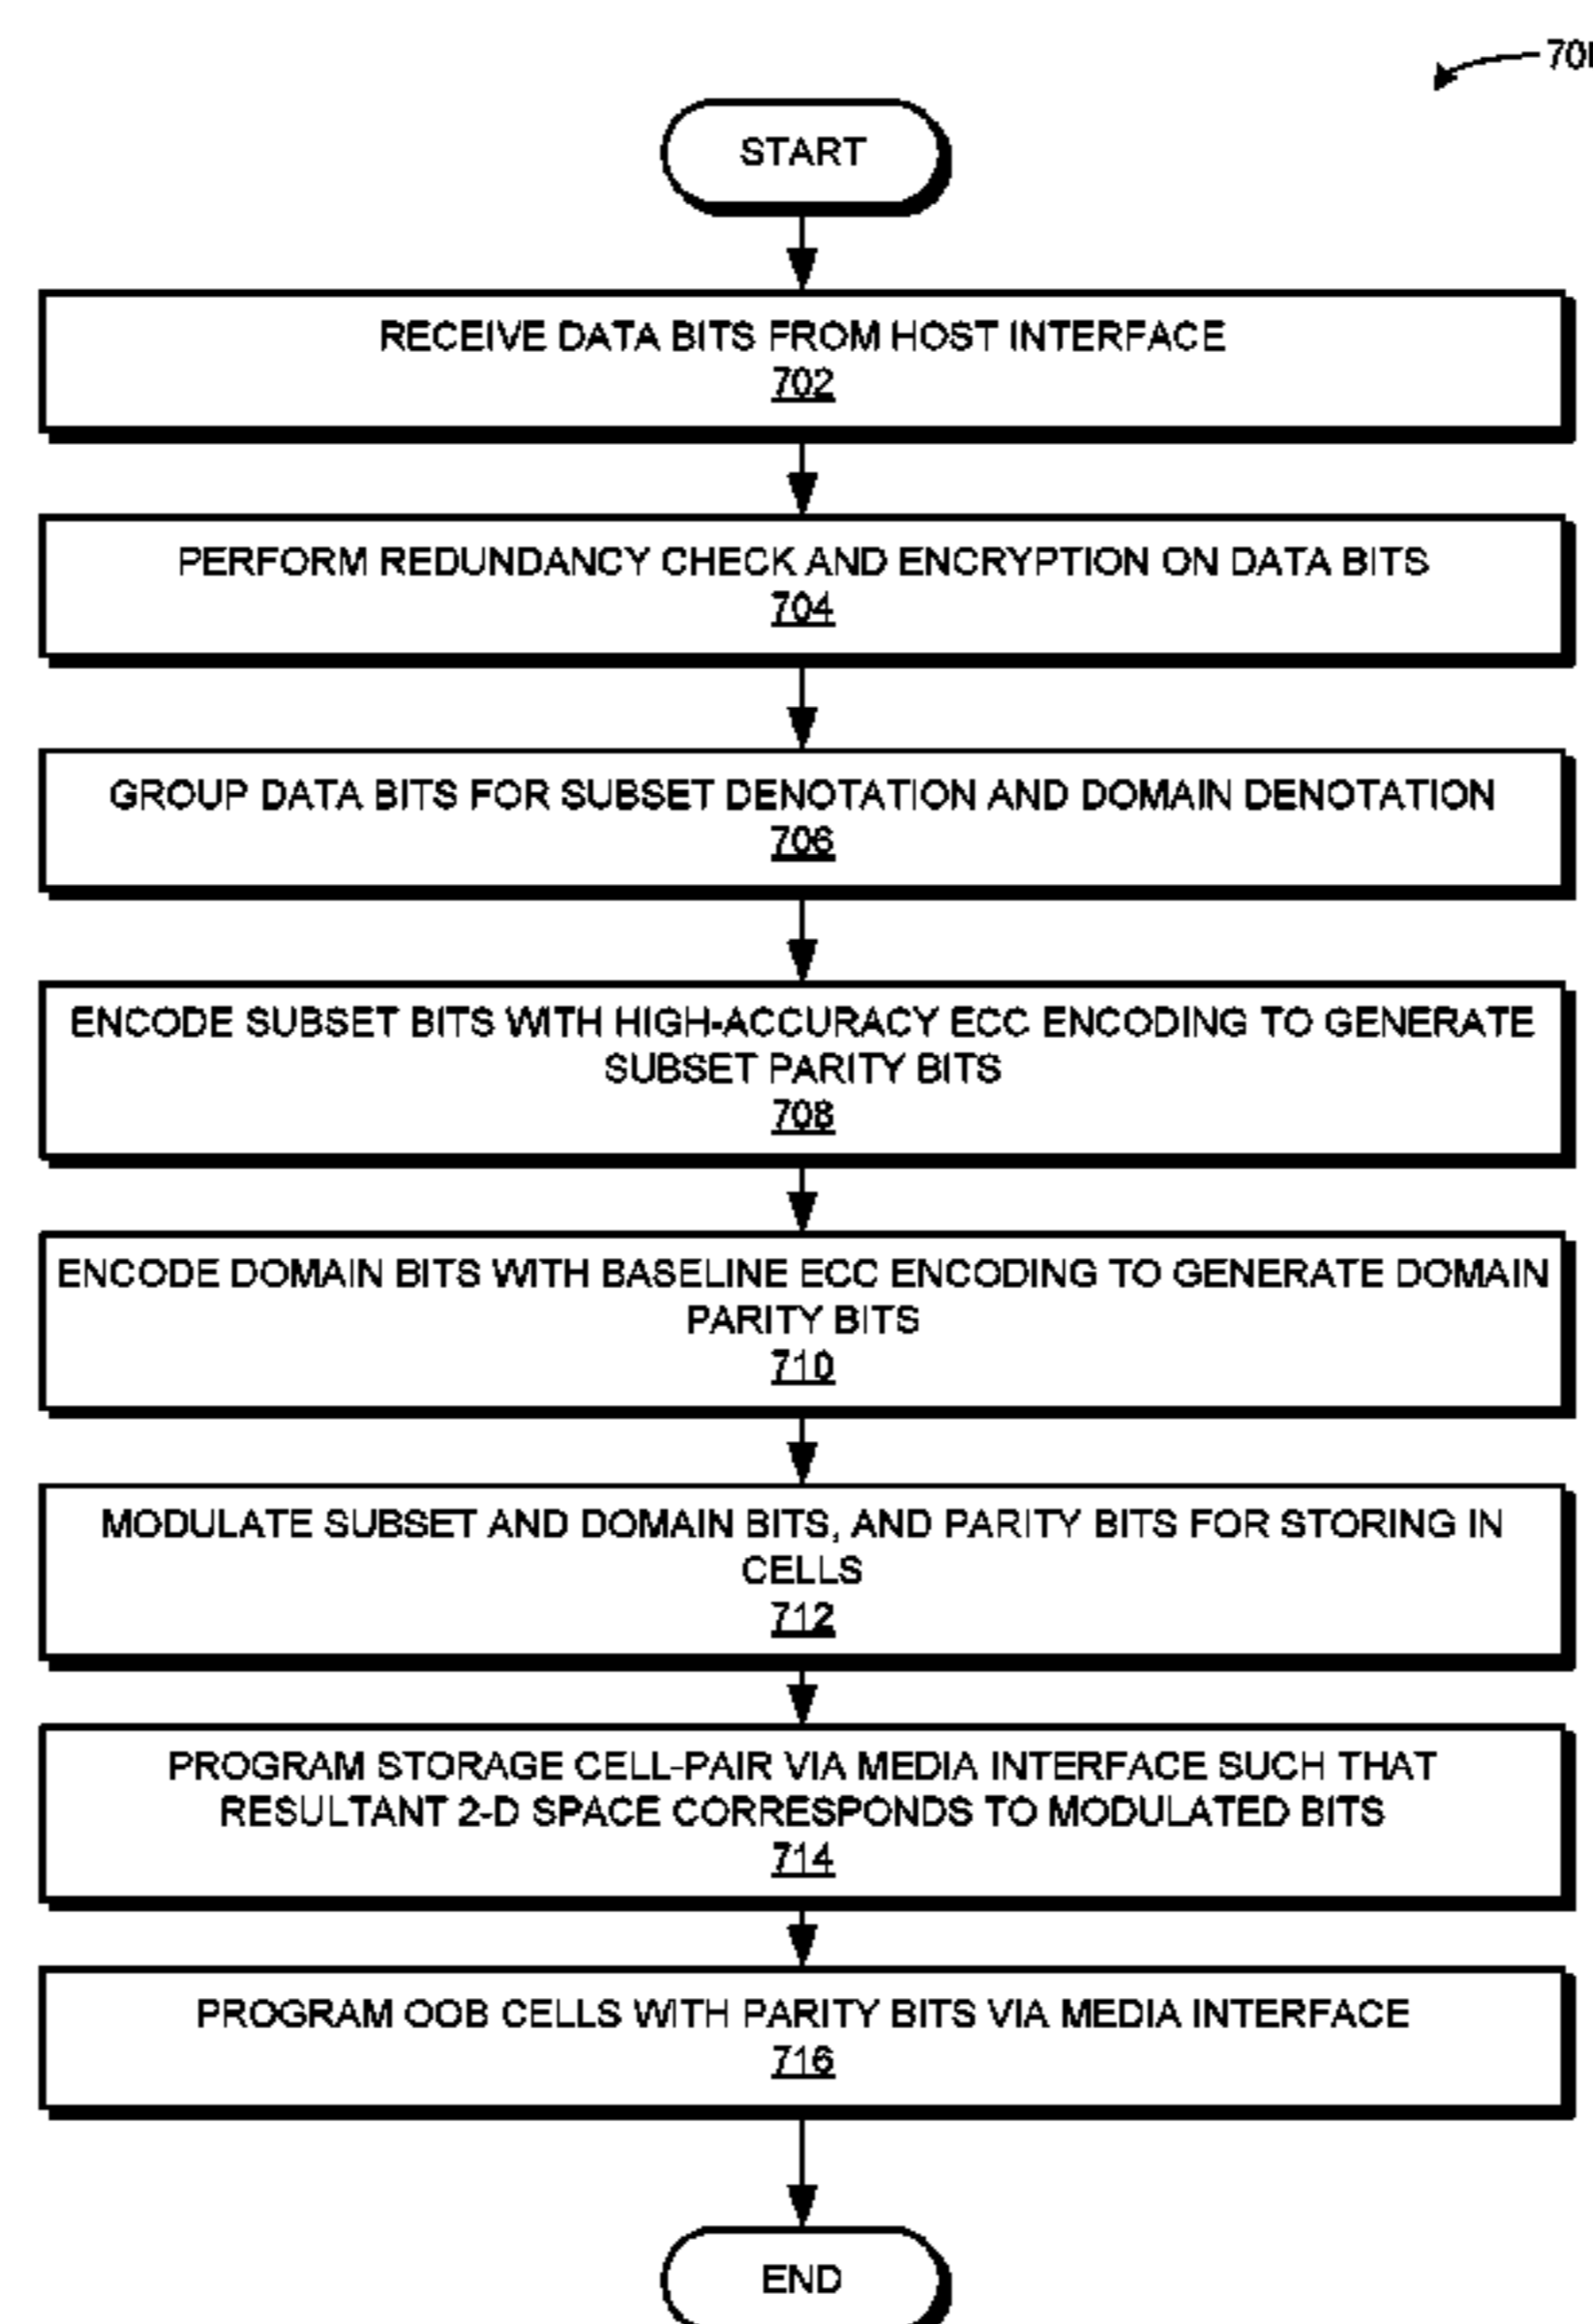 START
RECEIVE DATA BITS FROM HOST INTERFACE
702
PERFORM REDUNDANCY CHECK AND ENCRYPTION ON DATA BITS
704
GROUP DATA BITS FOR SUBSET DENOTATION AND DOMAIN DENOTATION
706
ENCODE SUBSET BITS WITH HIGH-ACCURACY ECC ENCODING TO GENERATE
SUBSET PARITY BITS
708
ENCODE DOMAIN BITS WITH BASELINE ECC ENCODING TO GENERATE DOMAIN
PARITY BITS
710
MODULATE SUBSET AND DOMAIN BITS, AND PARITY BITS FOR STORING IN
CELLS
712
PROGRAM STORAGE CELL-PAIR VIA MEDIA INTERFACE SUCH THAT
RESULTANT 2-D SPACE CORRESPONDS TO MODULATED BITS
714
PROGRAM OOB CELLS WITH PARITY BITS VIA MEDIA INTERFACE
716
END